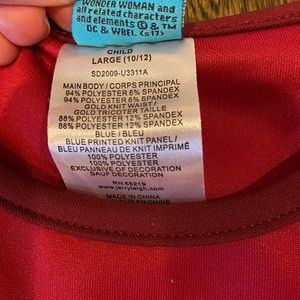 WONDER WOMAN and
all related characters
and elements © & ™
DC & WBEI. (s17)
CHILD
LARGE (10/12)
SD2009-U3311A
MAIN BODY / CORPS PRINCIPAL
94% POLYESTER 6% SPANDEX
94% POLYESTER 6% SPANDEX
GOLD KNIT WAIST /
GOLD TRICOTER TAILLE
88% POLYESTER 12% SPANDEX
88% POLYESTER 12% SPANDEX
BLUE / BLEU
BLUE PRINTED KNIT PANEL /
BLEU PANNEAU DE KNIT IMPRIMÉ
100% POLYESTER
100% POLYESTER
EXCLUSIVE OF DECORATION
SAUF DÉCORATION
RN 55219
www.jerryleigh.com
MADE IN CHINA